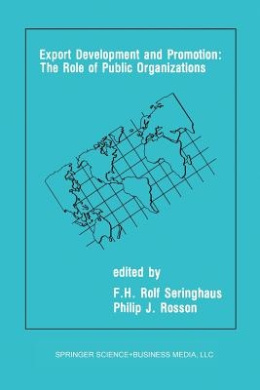 Export Development and Promotion:
The Role of Public Organizations
edited by
F.H. Rolf Seringhaus
Philip J. Rosson
SPRINGER SCIENCE+BUSINESS MEDIA, LLC